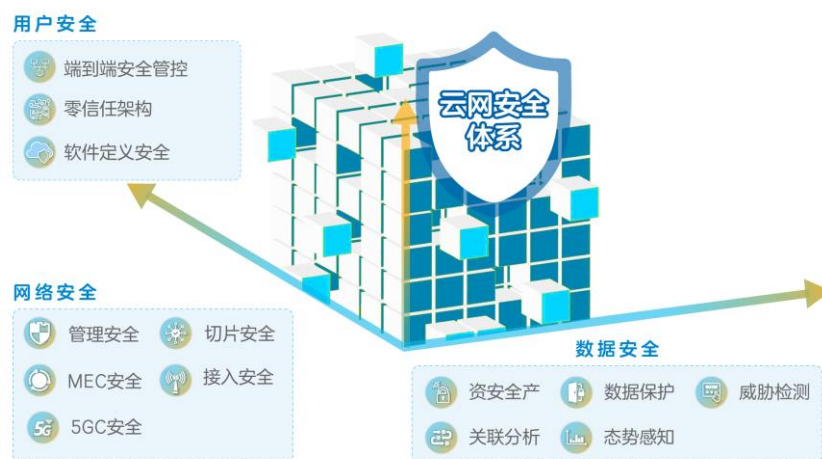 用户安全
端到端安全管控
零信任架构
软件定义安全
云网安全
体系
网络安全
管理安全
切片安全
MEC安全
接入安全
5G
5GC安全
数据安全
资安全产
数据保护
威胁检测
关联分析
态势感知